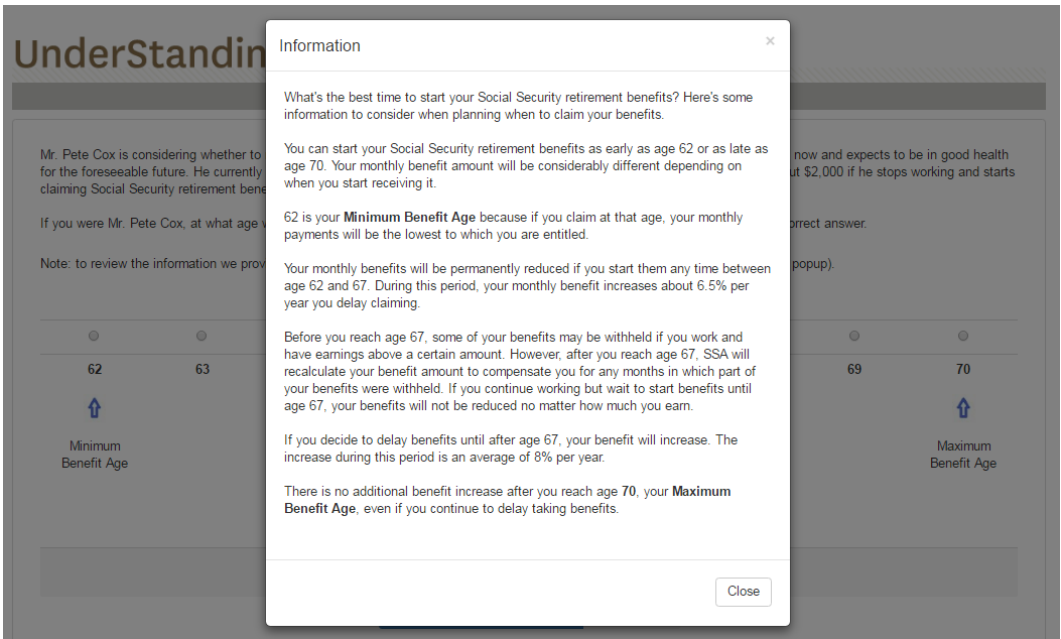 UnderStandin
Information
×
What's the best time to start your Social Security retirement benefits? Here's some
information to consider when planning when to claim your benefits.
You can start your Social Security retirement benefits as early as age 62 or as late as
age 70. Your monthly benefit amount will be considerably different depending on
when you start receiving it.
62 is your Minimum Benefit Age because if you claim at that age, your monthly
payments will be the lowest to which you are entitled.
Your monthly benefits will be permanently reduced if you start them any time between
age 62 and 67. During this period, your monthly benefit increases about 6.5% per
year you delay claiming.
Before you reach age 67, some of your benefits may be withheld if you work and
have earnings above a certain amount. However, after you reach age 67, SSA will
recalculate your benefit amount to compensate you for any months in which part of
your benefits were withheld. If you continue working but wait to start benefits until
age 67, your benefits will not be reduced no matter how much you earn.
If you decide to delay benefits until after age 67, your benefit will increase. The
increase during this period is an average of 8% per year.
There is no additional benefit increase after you reach age 70, your Maximum
Benefit Age, even if you continue to delay taking benefits.
Close
Mr. Pete Cox is considering whether to now and expects to be in good health
for the foreseeable future. He currently ut $2,000 if he stops working and starts
claiming Social Security retirement bene
If you were Mr. Pete Cox, at what age orrect answer.
Note: to review the information we prov popup).
62 63 69 70
Minimum
Benefit Age
Maximum
Benefit Age